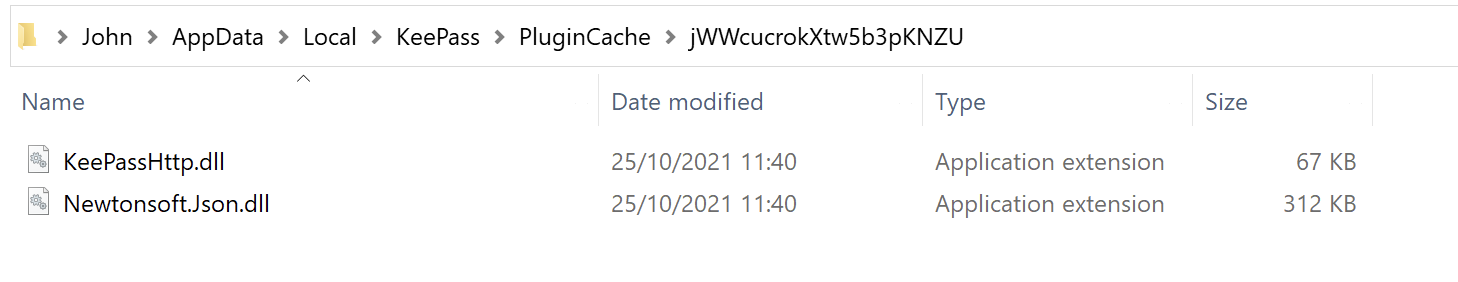 John AppData Local KeePass PluginCache jWWcucrokXtw5b3pKNZU
Name Date modified Type Size
KeePassHttp.dll 25/10/2021 11:40 Application extension 67 KB
Newtonsoft.Json.dll 25/10/2021 11:40 Application extension 312 KB